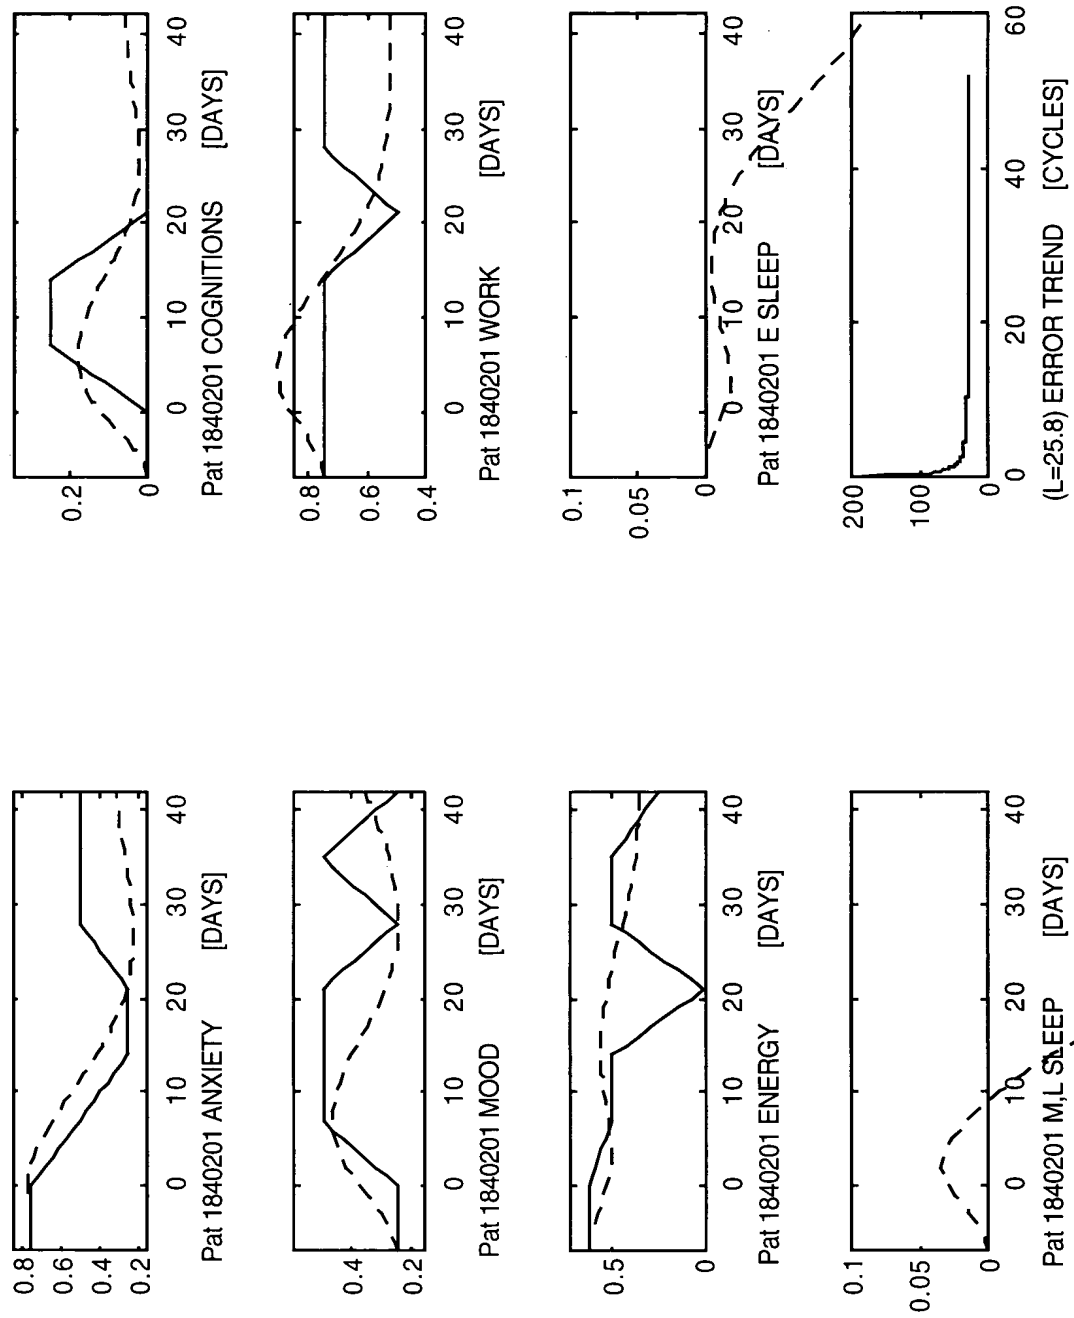 0.8
0.6
0.4
0.2
0 10 20 30 40
Pat 1840201 ANXIETY [DAYS]
0.2
0
0 10 20 30 40
Pat 1840201 COGNITIONS [DAYS]
0.4
0.2
0 10 20 30 40
Pat 1840201 MOOD [DAYS]
0.8
0.6
0.4
0 10 20 30 40
Pat 1840201 WORK [DAYS]
0.5
0
0 10 20 30 40
Pat 1840201 ENERGY [DAYS]
0.1
0.05
0
0 10 20 30 40
Pat 1840201 E SLEEP [DAYS]
0.1
0.05
0
0 10 20 30 40
Pat 1840201 M,L SLEEP [DAYS]
200
100
0
0 20 40 60
(L=25.8) ERROR TREND [CYCLES]